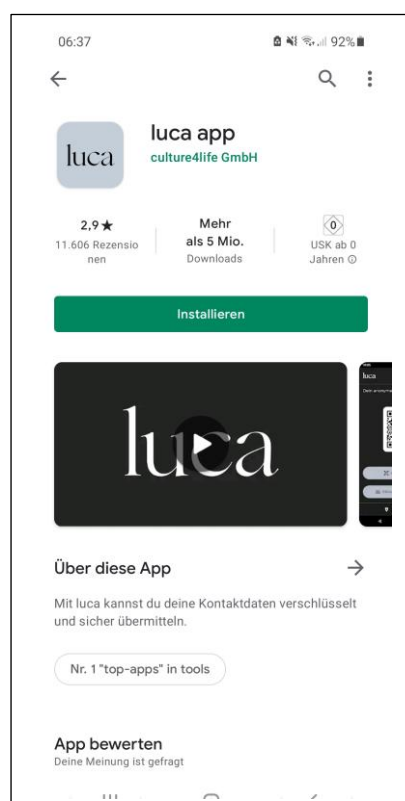 06:37
92%
luca app
luca
culture4life GmbH
2,9★
Mehr
0
11.606 Rezensio
als 5 Mio.
USK ab 0
nen
Downloads
Jahren
Installieren
luca
luca
Über diese App
Mit luca kannst du deine Kontaktdaten verschlüsselt
und sicher übermitteln.
Nr. 1 "top-apps" in tools
App bewerten
Deine Meinung ist gefragt